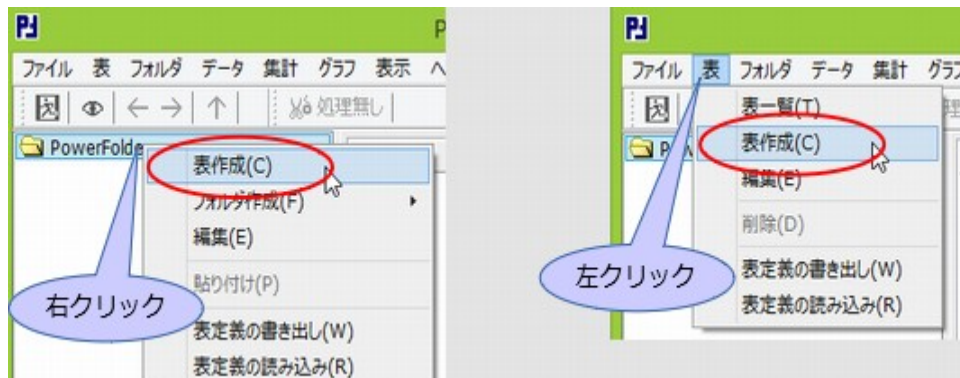 P
ファイル 表 フォルダ データ 集計 グラフ 表示 ヘ
処理無し
PowerFolde
表作成(C)
フォルダ作成(F)
編集(E)
貼り付け(P)
表定義の書き出し(W)
表定義の読み込み(R)
右クリック
ファイル 表 フォルダ データ 集計 グラフ
表一覧(T)
表作成(C)
編集(E)
削除(D)
表定義の書き出し(W)
表定義の読み込み(R)
左クリック